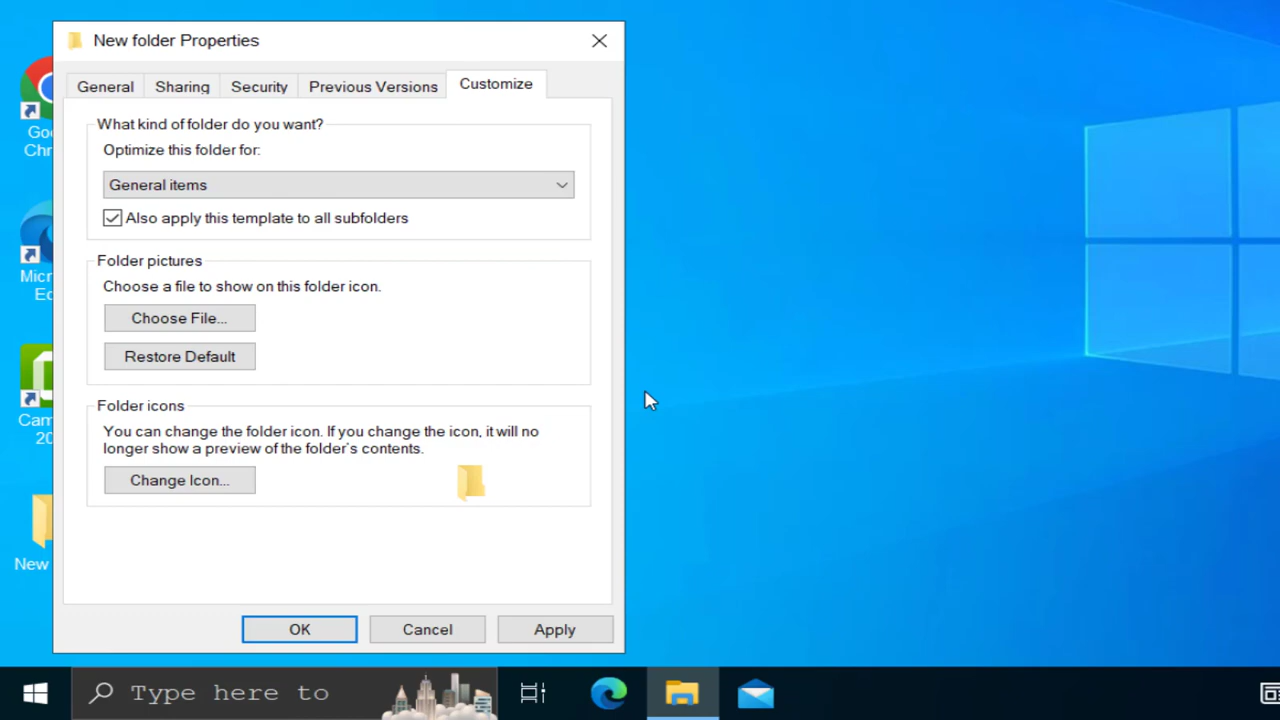 New folder Properties
General
Sharing
Security
Previous Versions
Customize
What kind of folder do you want?
Optimize this folder for:
General items
Also apply this template to all subfolders
Folder pictures
Choose a file to show on this folder icon.
Choose File...
Restore Default
Folder icons
You can change the folder icon. If you change the icon, it will no
longer show a preview of the folder's contents.
Change Icon...
OK
Cancel
Apply
Goo
Chr
Micr
Ec
Cam
20
New
Type here to